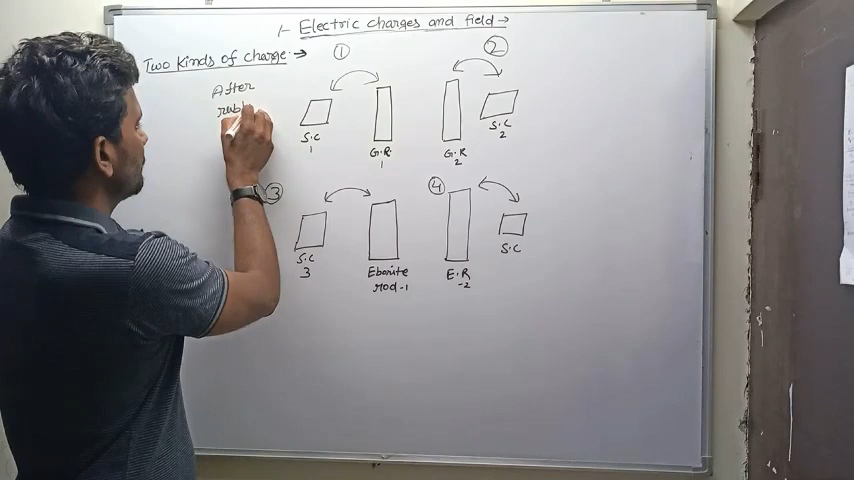 :- Electric charges and field →
Two Kinds of charge :→
After
rubb
1
S.C
1
G.R
1
2
G.R
2
S.C
2
3
S.C
3
Ebonite
rod-1
4
E.R
-2
S.C